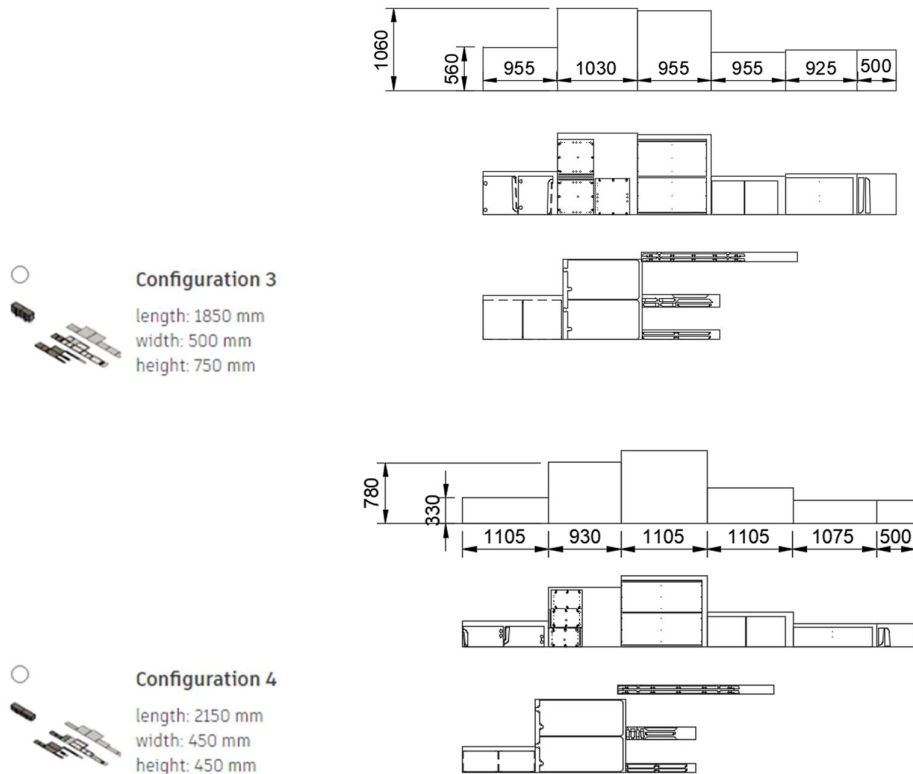 1060
560
955 1030 955 955 925 500
Configuration 3
length: 1850 mm
width: 500 mm
height: 750 mm
780
330
1105 930 1105 1105 1075 500
Configuration 4
length: 2150 mm
width: 450 mm
height: 450 mm